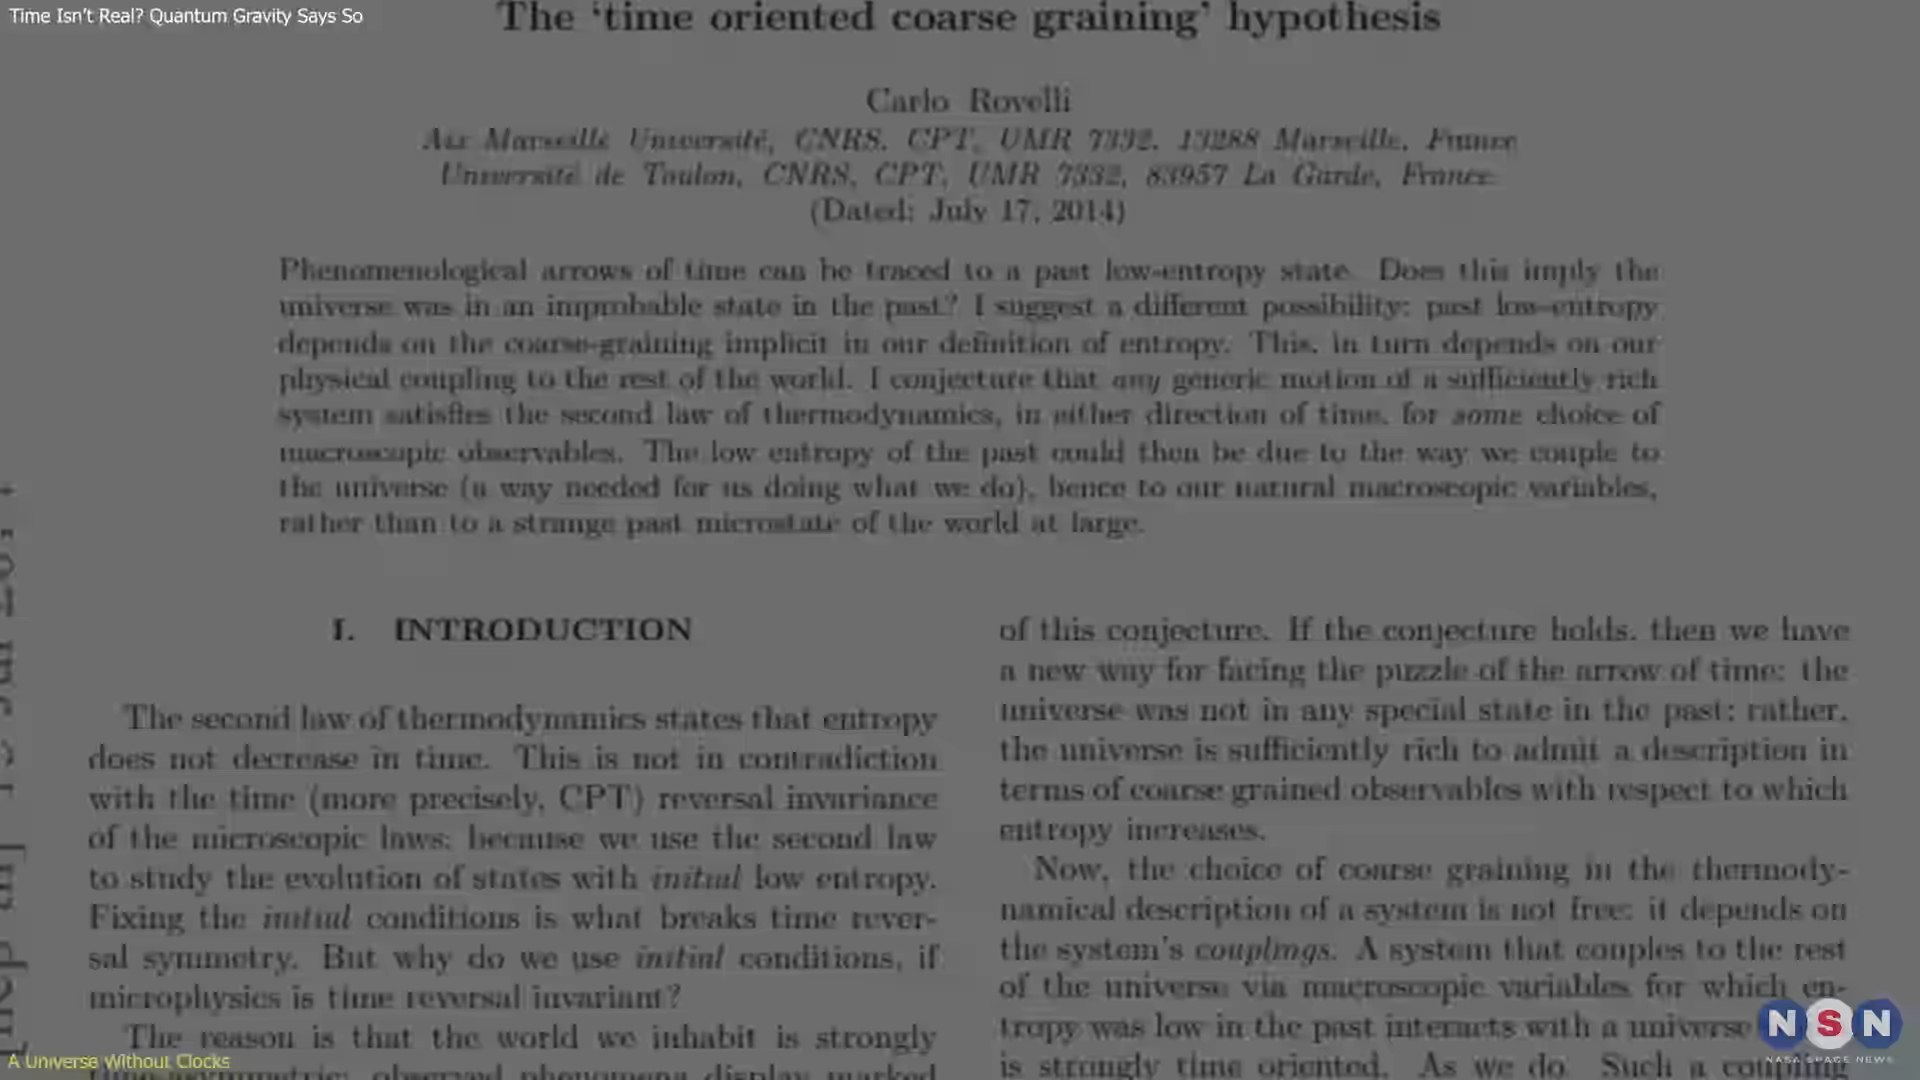 Time Isn't Real? Quantum Gravity Says So
The 'time oriented coarse graining' hypothesis
Carlo Rovelli
Aix Marseille Université, CNRS, CPT, UMR 7332, 13288 Marseille, France
Université de Toulon, CNRS, CPT, UMR 7332, 83957 La Garde, France.
(Dated: July 17, 2014)
Phenomenological arrows of time can be traced to a past low-entropy state. Does this imply the
universe was in an improbable state in the past? I suggest a different possibility: past low-entropy
depends on the coarse-graining implicit in our definition of entropy. This, in turn depends on our
physical coupling to the rest of the world. I conjecture that any generic motion of a sufficiently rich
system satisfies the second law of thermodynamics, in either direction of time, for some choice of
macroscopic observables. The low entropy of the past could then be due to the way we couple to
the universe (a way needed for us doing what we do), hence to our natural macroscopic variables,
rather than to a strange past microstate of the world at large.
I. INTRODUCTION
The second law of thermodynamics states that entropy
does not decrease in time. This is not in contradiction
with the time (more precisely, CPT) reversal invariance
of the microscopic laws: because we use the second law
to study the evolution of states with initial low entropy.
Fixing the initial conditions is what breaks time rever-
sal symmetry. But why do we use initial conditions, if
microphysics is time reversal invariant?
The reason is that the world we inhabit is strongly
time-asymmetric: observed phenomena display marked
of this conjecture. If the conjecture holds, then we have
a new way for facing the puzzle of the arrow of time: the
universe was not in any special state in the past; rather,
the universe is sufficiently rich to admit a description in
terms of coarse grained observables with respect to which
entropy increases.
Now, the choice of coarse graining in the thermody-
namical description of a system is not free: it depends on
the system's couplings. A system that couples to the rest
of the universe via macroscopic variables for which en-
tropy was low in the past interacts with a universe
is strongly time oriented. As we do. Such a coupling
A Universe Without Clocks
NSN
NASA SPACE NEWS